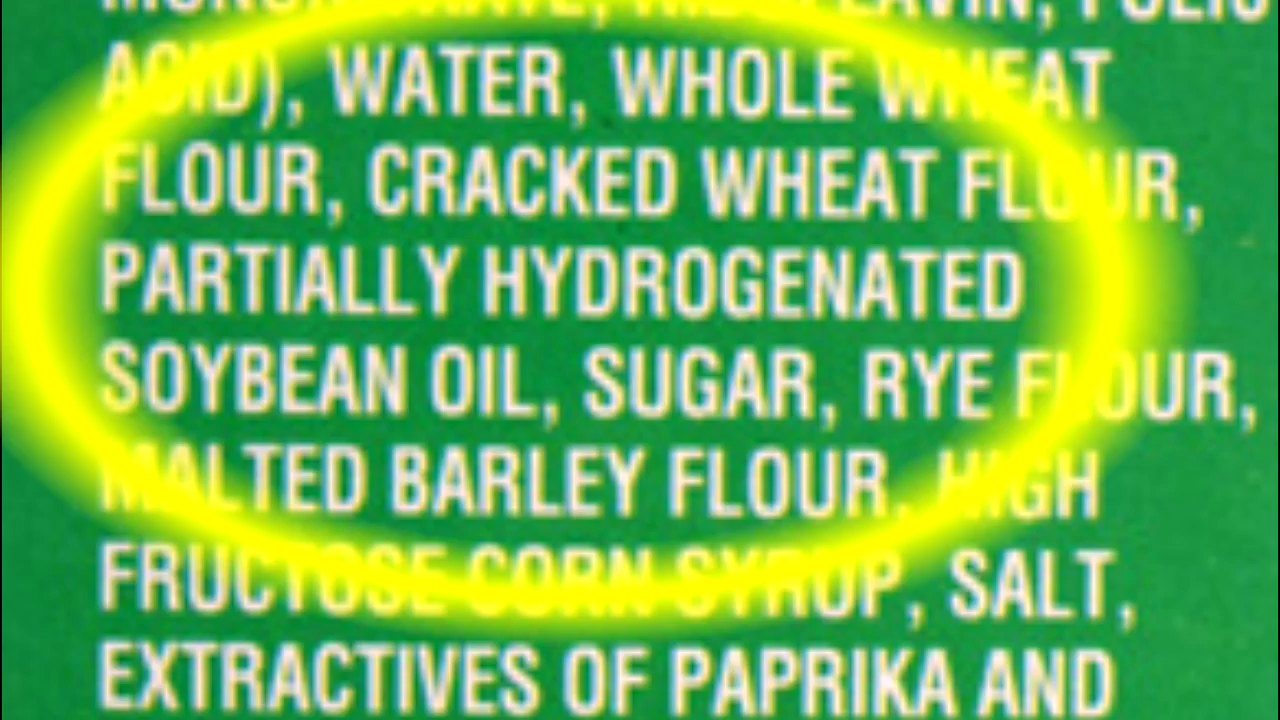 ACID), WATER, WHOLE WHEAT
FLOUR, CRACKED WHEAT FLOUR,
PARTIALLY HYDROGENATED
SOYBEAN OIL, SUGAR, RYE FLOUR,
MALTED BARLEY FLOUR, HIGH
FRUCTOSE CORN SYRUP, SALT,
EXTRACTIVES OF PAPRIKA AND